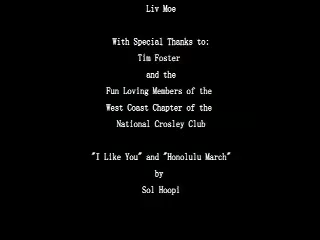 Liv Moe
With Special Thanks to:
Tim Foster
and the
Fun Loving Members of the
West Coast Chapter of the
National Crosley Club
"I Like You" and "Honolulu March"
by
Sol Hoopi